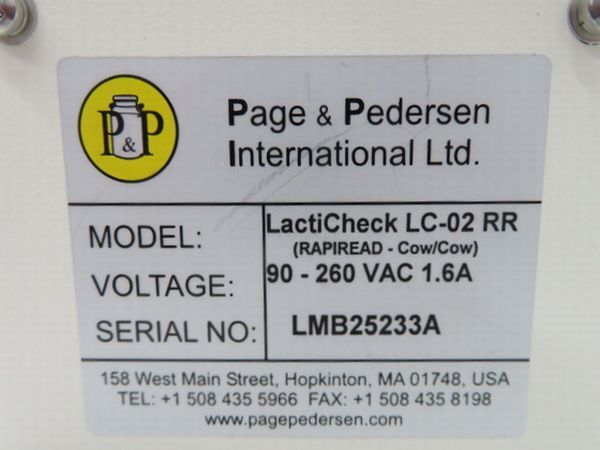 P&P
Page & Pedersen
International Ltd.
MODEL: LactiCheck LC-02 RR
(RAPIREAD - Cow/Cow)
VOLTAGE: 90 - 260 VAC 1.6A
SERIAL NO: LMB25233A
158 West Main Street, Hopkinton, MA 01748, USA
TEL: +1 508 435 5966 FAX: +1 508 435 8198
www.pagepedersen.com